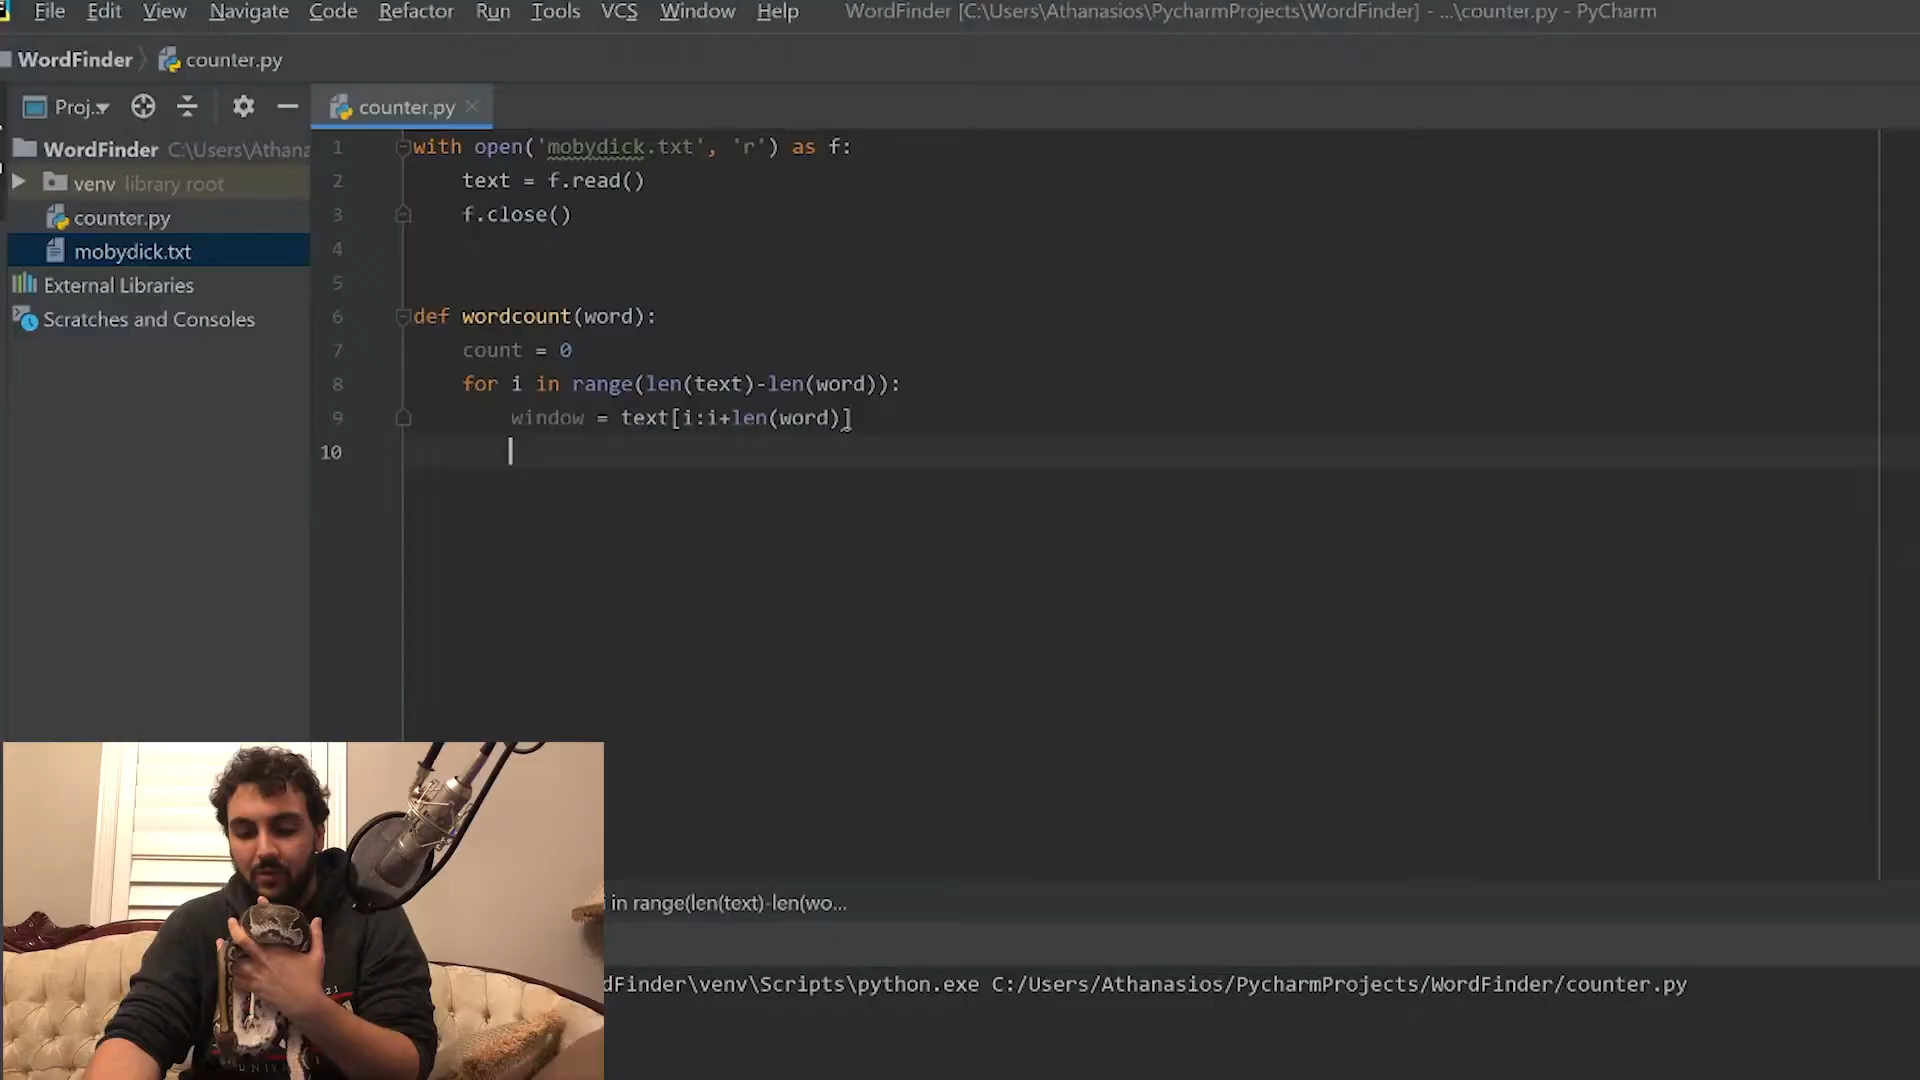 File Edit View Navigate Code Refactor Run Tools VCS Window Help WordFinder [C:\Users\Athanasios\PycharmProjects\WordFinder] - ...\counter.py - PyCharm
WordFinder counter.py
Proj... counter.py
WordFinder C:\Users\Athana
venv library root
counter.py
mobydick.txt
External Libraries
Scratches and Consoles
1 with open('mobydick.txt', 'r') as f:
2 text = f.read()
3 f.close()
4
5
6 def wordcount(word):
7 count = 0
8 for i in range(len(text)-len(word)):
9 window = text[i:i+len(word)]
10
in range(len(text)-len(wo...
dFinder\venv\Scripts\python.exe C:/Users/Athanasios/PycharmProjects/WordFinder/counter.py